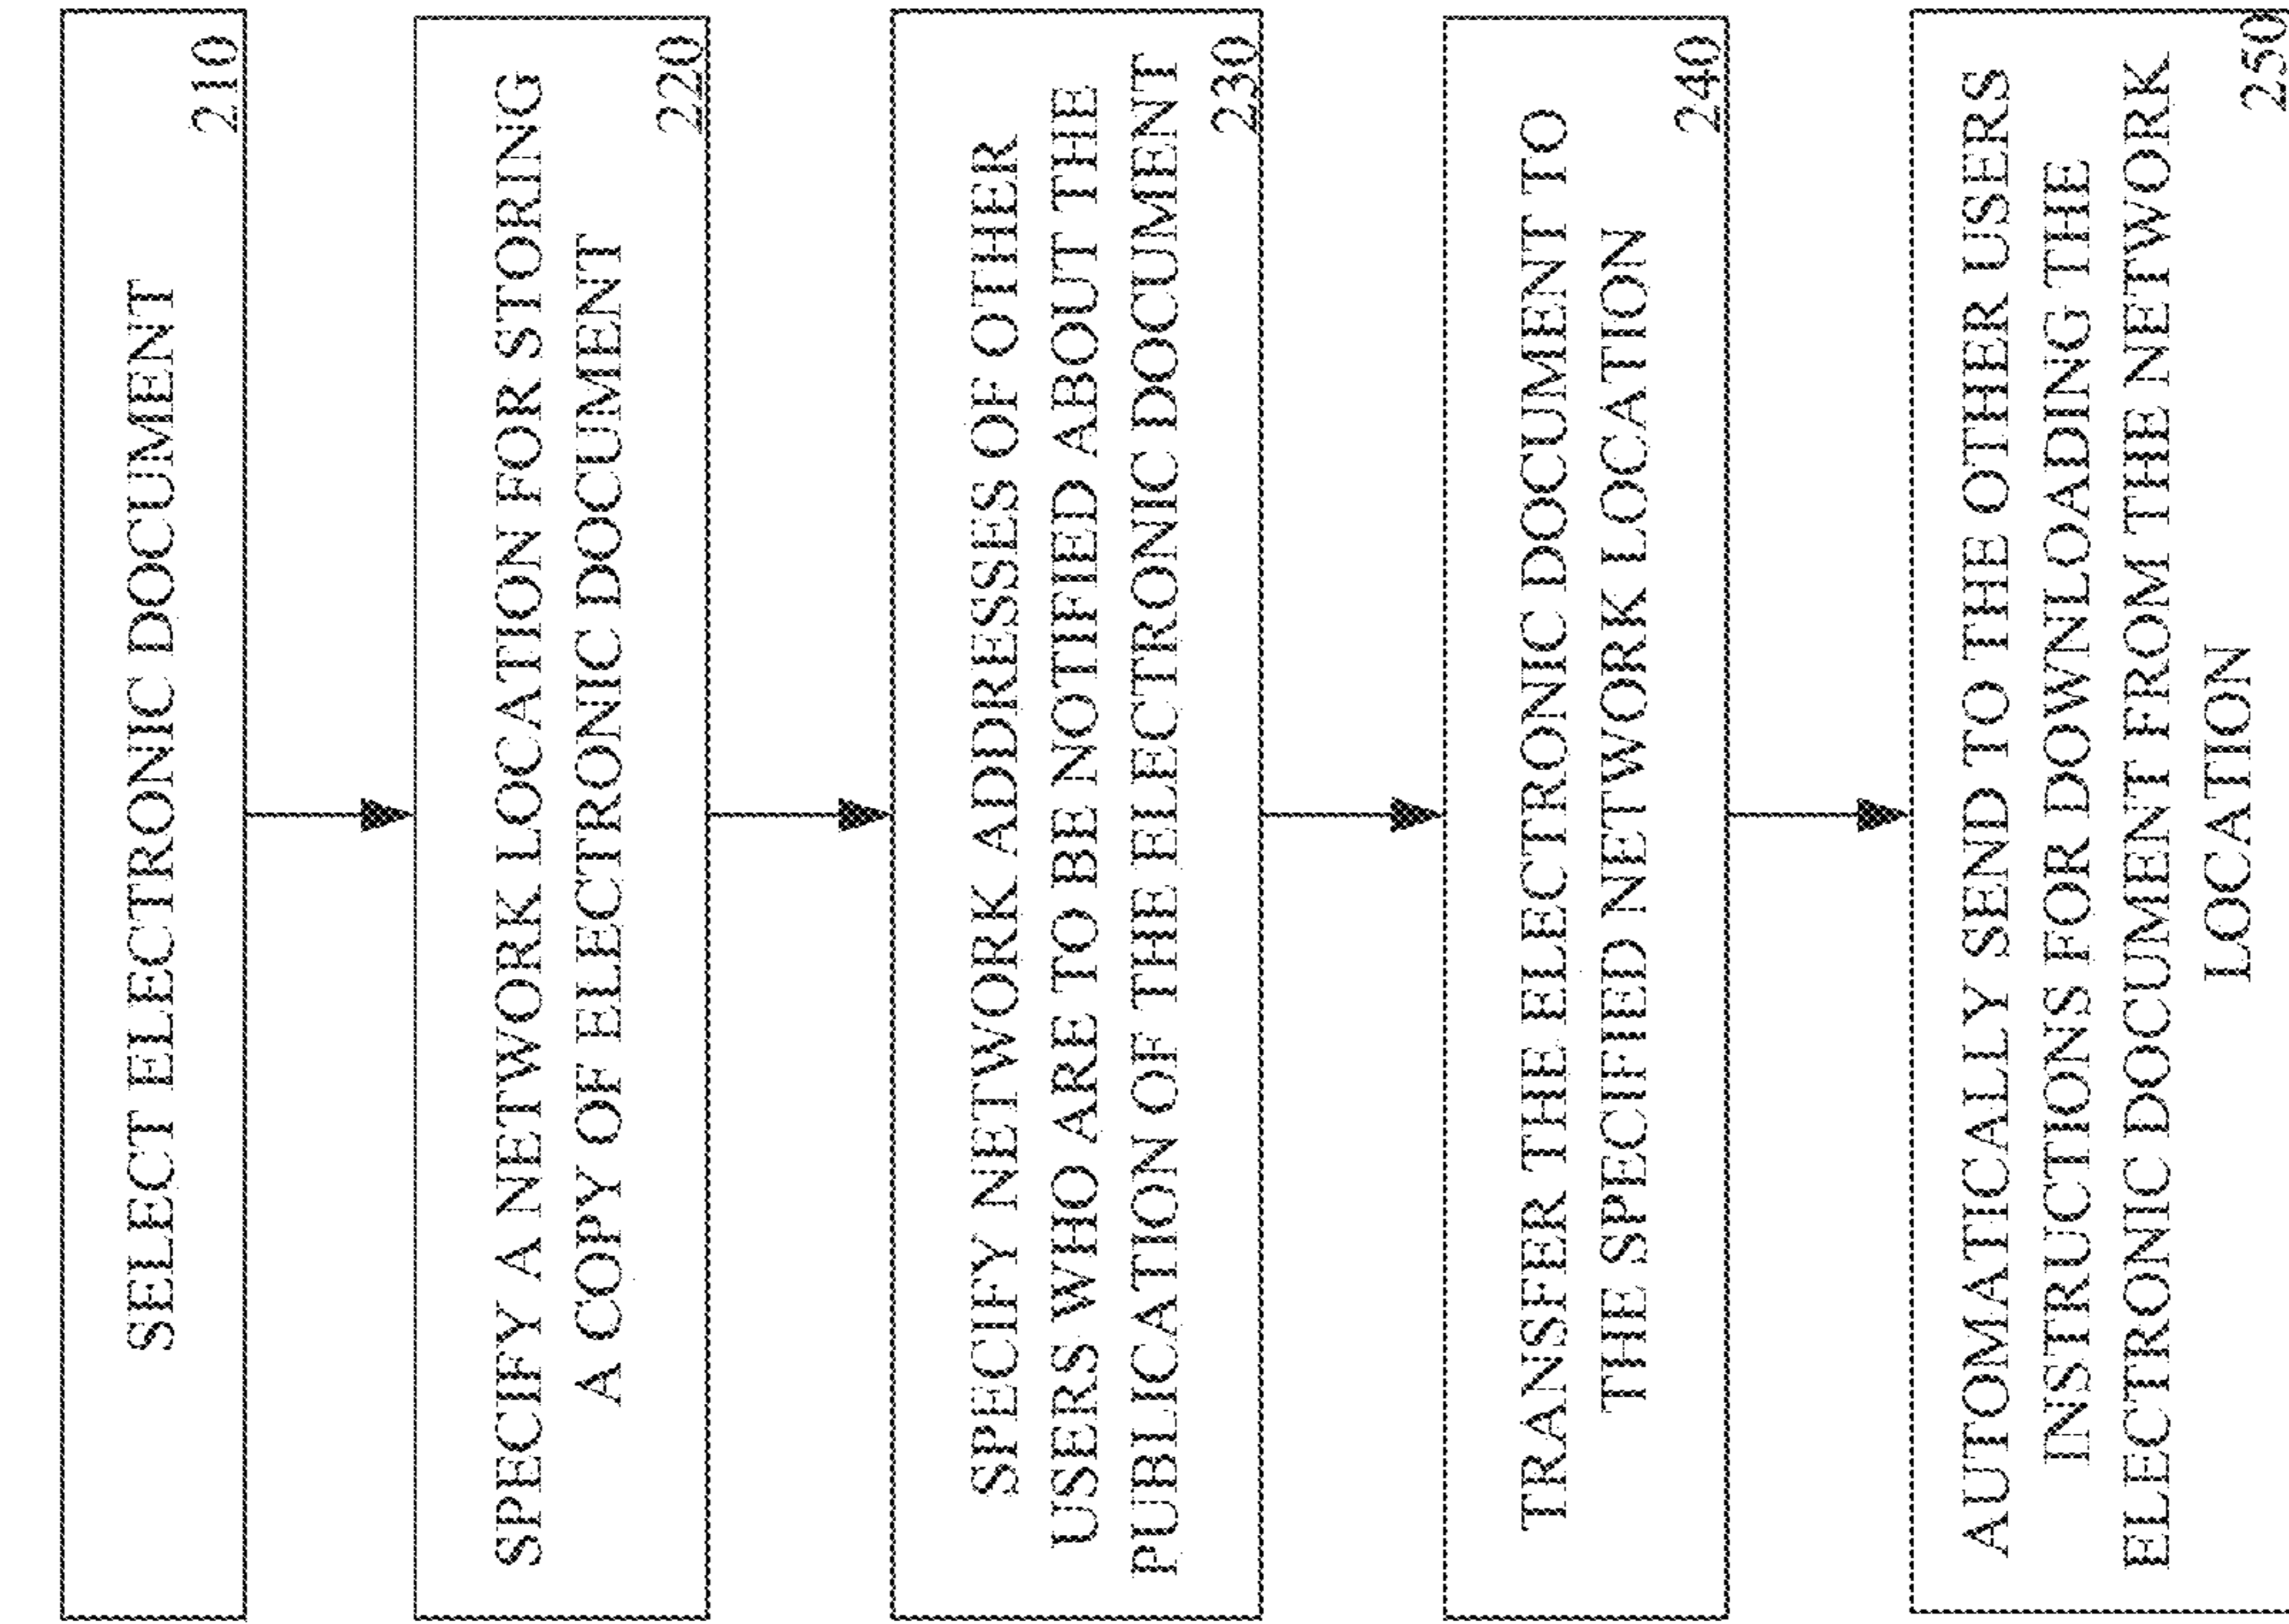 SELECT ELECTRONIC DOCUMENT
210
SPECIFY A NETWORK LOCATION FOR STORING
A COPY OF ELECTRONIC DOCUMENT
220
SPECIFY NETWORK ADDRESSES OF OTHER
USERS WHO ARE TO BE NOTIFIED ABOUT THE
PUBLICATION OF THE ELECTRONIC DOCUMENT
230
TRANSFER THE ELECTRONIC DOCUMENT TO
THE SPECIFIED NETWORK LOCATION
240
AUTOMATICALLY SEND TO THE OTHER USERS
INSTRUCTIONS FOR DOWNLOADING THE
ELECTRONIC DOCUMENT FROM THE NETWORK
LOCATION
250